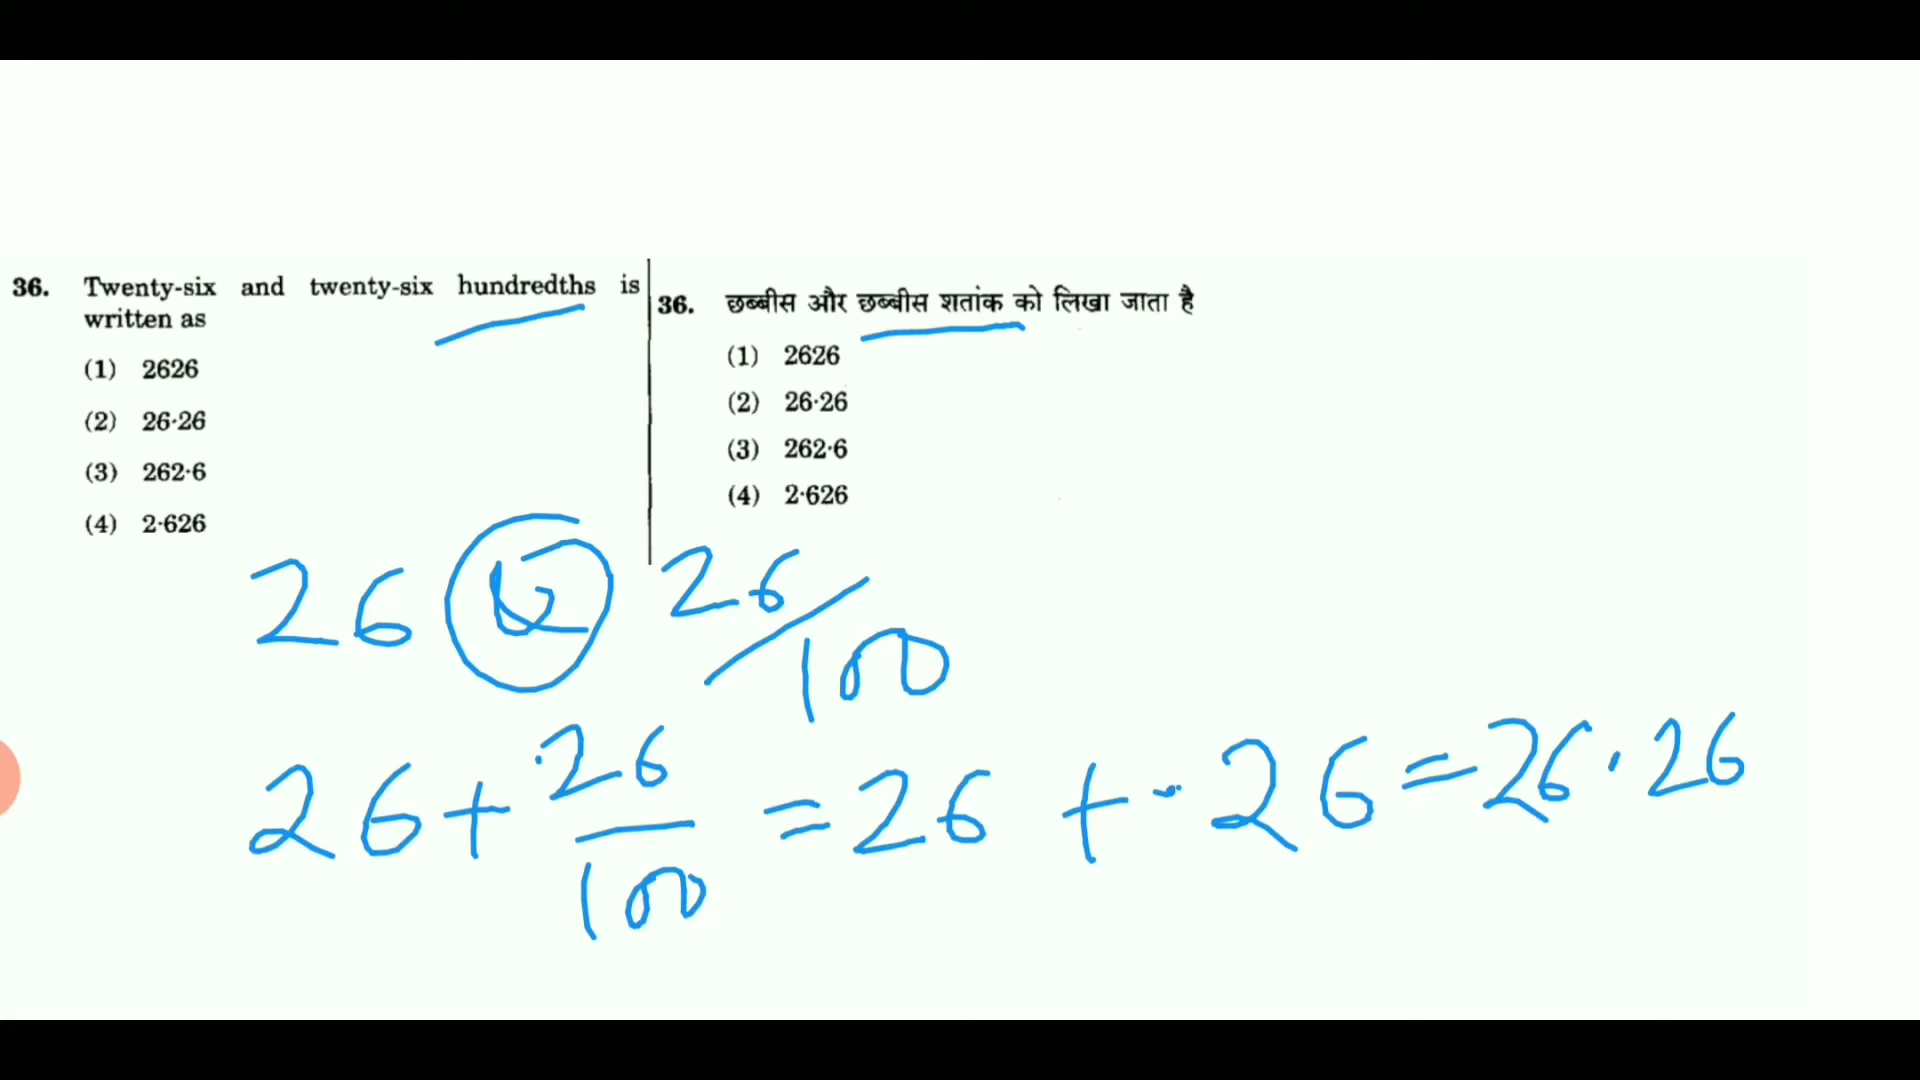 36. Twenty-six and twenty-six hundredths is
written as
(1) 2626
(2) 26·26
(3) 262·6
(4) 2·626
36. छब्बीस और छब्बीस शतांक को लिखा जाता है
(1) 2626
(2) 26·26
(3) 262·6
(4) 2·626
26 26/100
26 + 26/100 = 26 + ·26 = 26·26